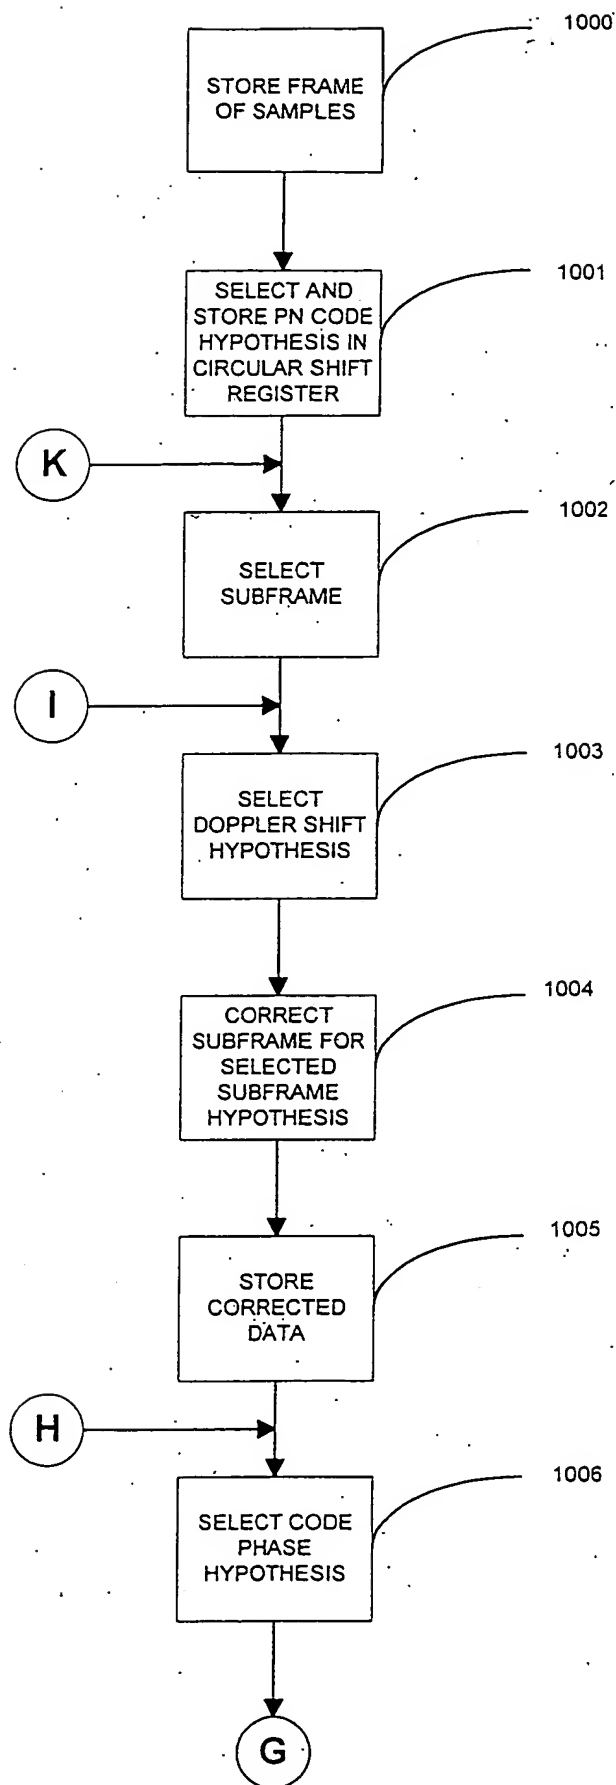 1000
STORE FRAME
OF SAMPLES
1001
SELECT AND
STORE PN CODE
HYPOTHESIS IN
CIRCULAR SHIFT
REGISTER
K
1002
SELECT
SUBFRAME
I
1003
SELECT
DOPPLER SHIFT
HYPOTHESIS
1004
CORRECT
SUBFRAME FOR
SELECTED
SUBFRAME
HYPOTHESIS
1005
STORE
CORRECTED
DATA
H
1006
SELECT CODE
PHASE
HYPOTHESIS
G